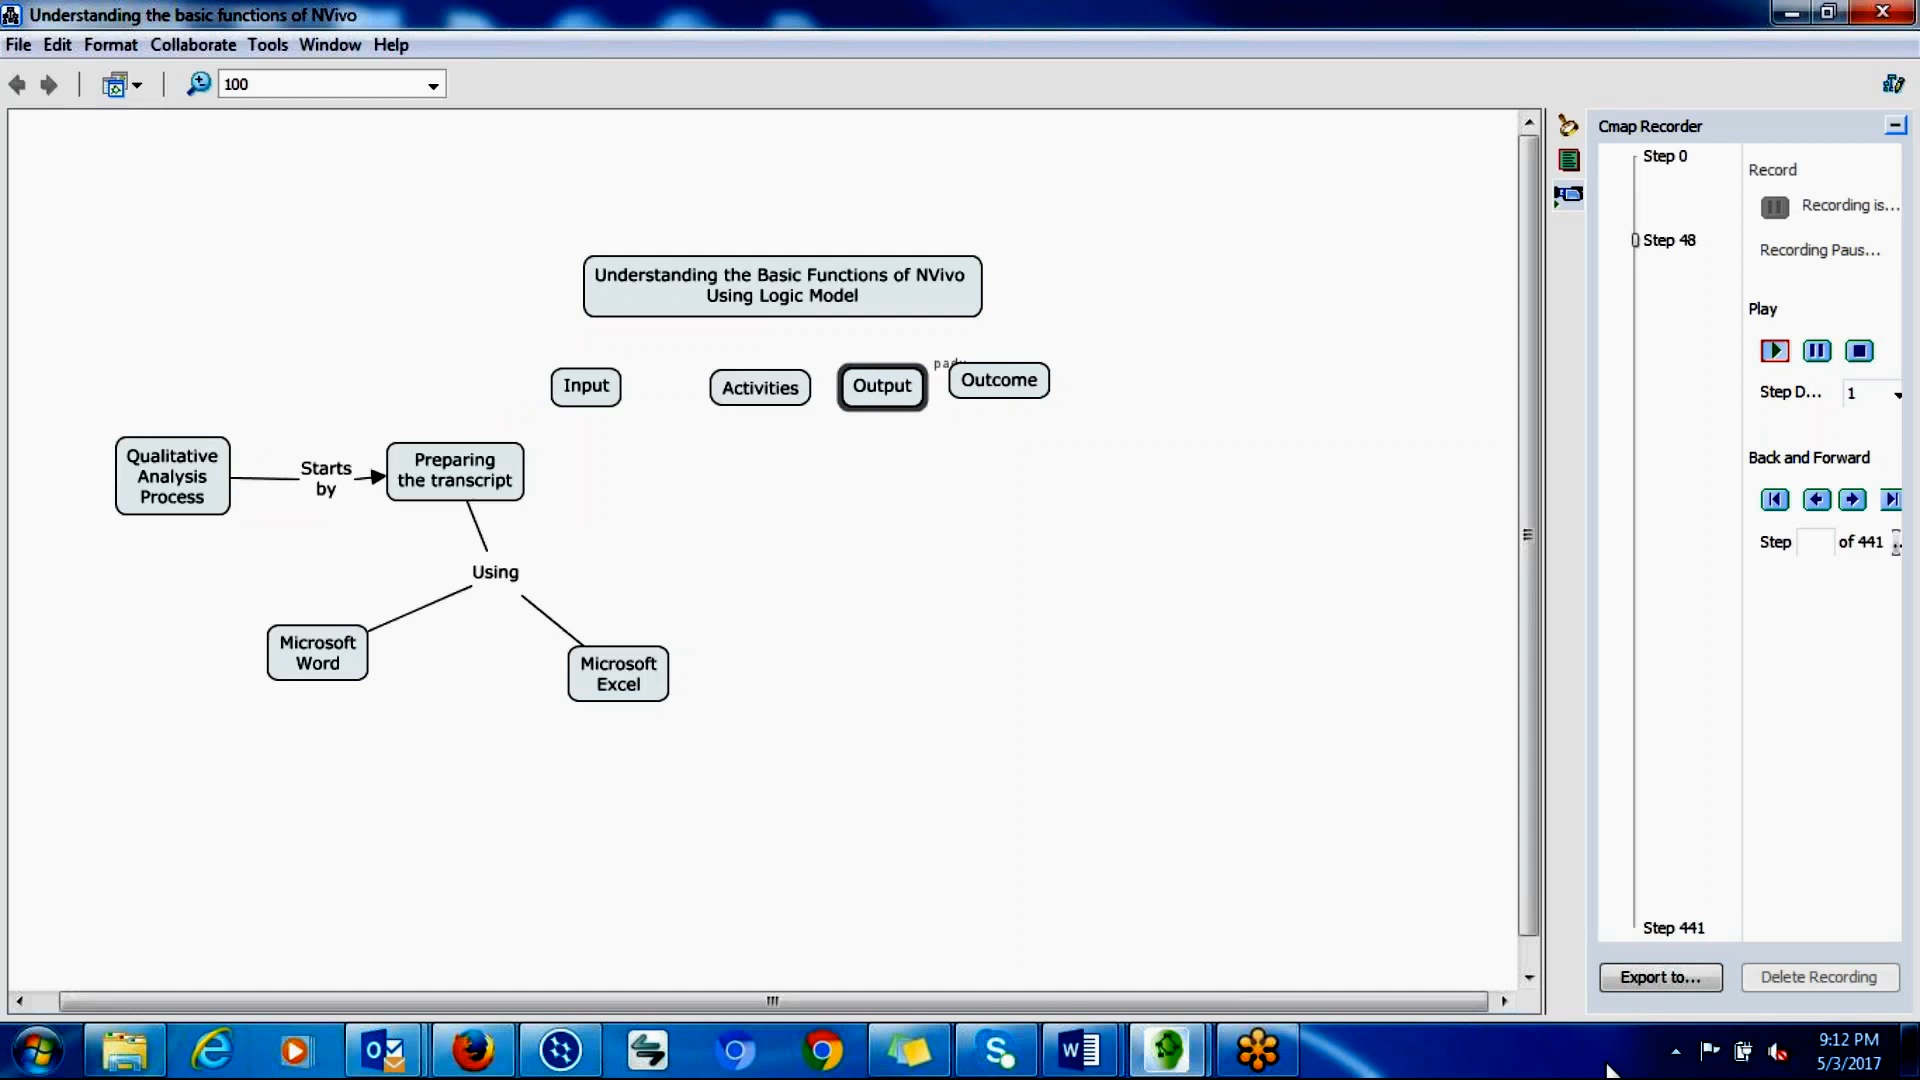 Understanding the basic functions of NVivo
File Edit Format Collaborate Tools Window Help
100
Understanding the Basic Functions of NVivo
Using Logic Model
Input
Activities
Output
Outcome
Qualitative
Analysis
Process
Starts
by
Preparing
the transcript
Using
Microsoft
Word
Microsoft
Excel
Cmap Recorder
Step 0
Step 48
Step 441
Record
Recording is...
Recording Paus...
Play
Step D... 1
Back and Forward
Step of 441
Export to...
Delete Recording
9:12 PM
5/3/2017